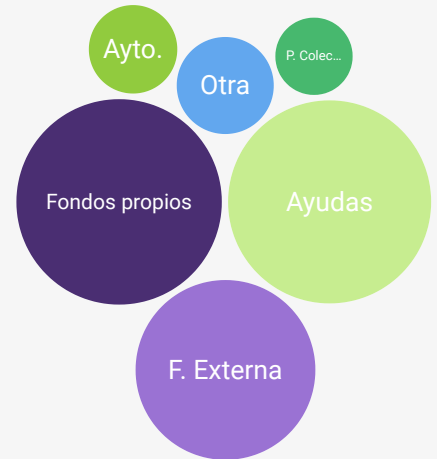 Ayto.
Otra
P. Colec...
Fondos propios
Ayudas
F. Externa